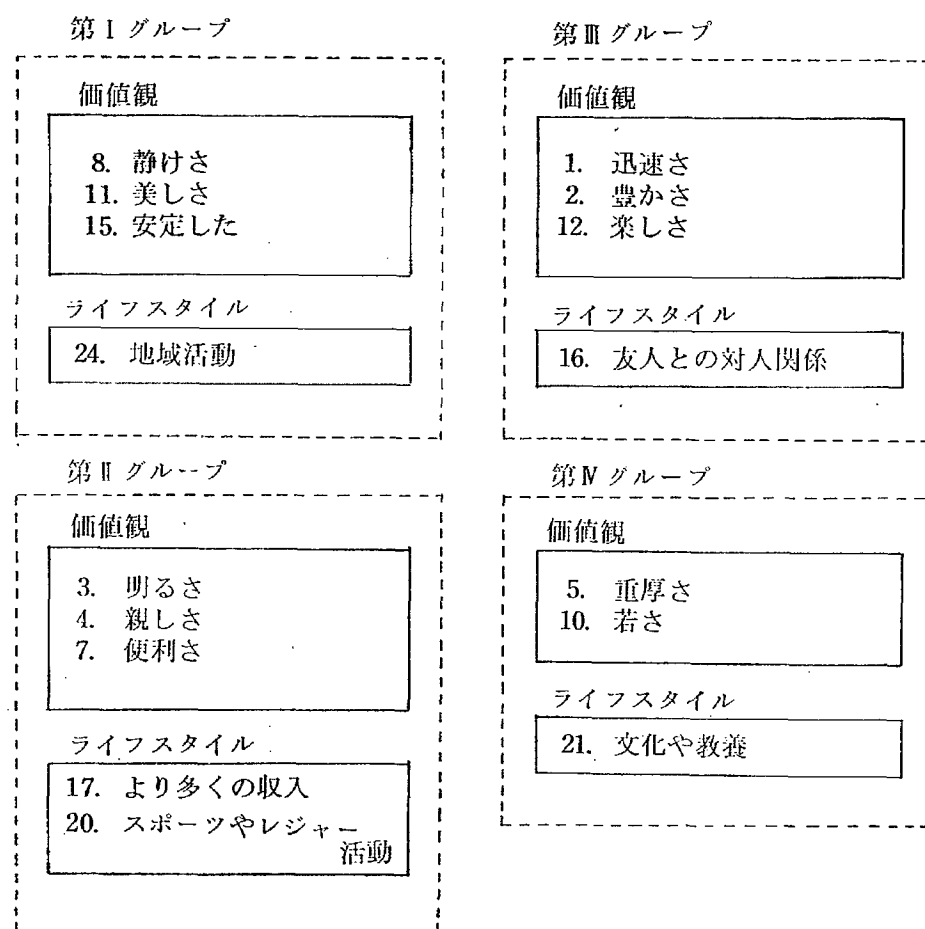 第Ⅰグループ
価値観
8. 静けさ
11. 美しさ
15. 安定した
ライフスタイル
24. 地域活動
第Ⅱグループ
価値観
3. 明るさ
4. 親しさ
7. 便利さ
ライフスタイル
17. より多くの収入
20. スポーツやレジャー
活動
第Ⅲグループ
価値観
1. 迅速さ
2. 豊かさ
12. 楽しさ
ライフスタイル
16. 友人との対人関係
第Ⅳグループ
価値観
5. 重厚さ
10. 若さ
ライフスタイル
21. 文化や教養